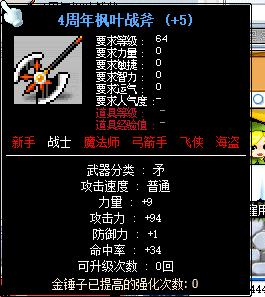 4周年枫叶战斧 (+5)
要求等级: 64
要求力量: 0
要求敏捷: 0
要求智力: 0
要求运气: 0
要求人气度: -
道具等级: -
道具经验值: -
新手 战士 魔法师 弓箭手 飞侠 海盗
武器分类 : 矛
攻击速度 : 普通
力量 : +9
攻击力 : +94
防御力 : +1
命中率 : +34
可升级次数 : 0回
金锤子已提高的强化次数: 0